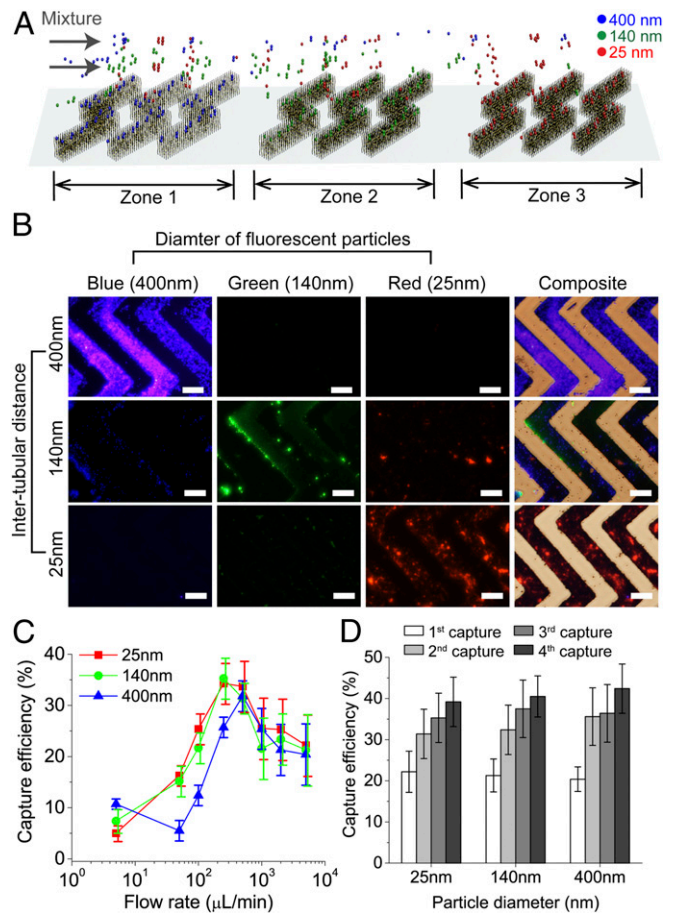 A
Mixture
400 nm
140 nm
25 nm
Zone 1
Zone 2
Zone 3
B
Diamter of fluorescent particles
Blue (400nm)
Green (140nm)
Red (25nm)
Composite
Inter-tubular distance
400nm
140nm
25nm
C
Capture efficiency (%)
40
30
20
10
0
25nm
140nm
400nm
10⁰
10¹
10²
10³
10⁴
Flow rate (μL/min)
D
1st capture
2nd capture
3rd capture
4th capture
Capture efficiency (%)
50
40
30
20
10
0
25nm
140nm
400nm
Particle diameter (nm)